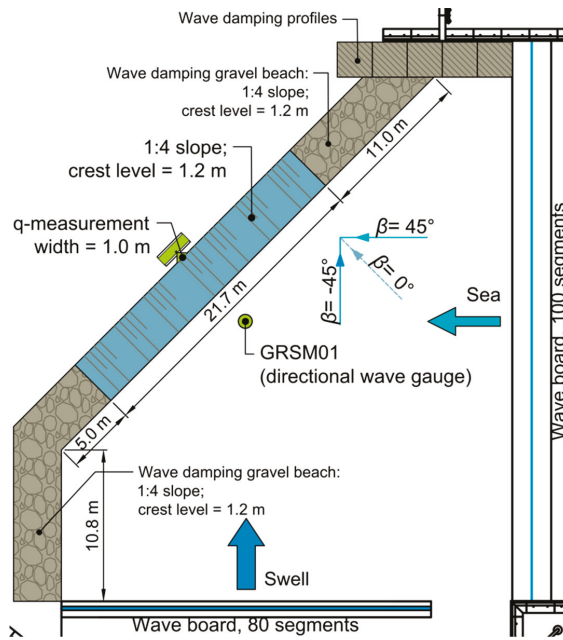 Wave damping profiles
Wave damping gravel beach:
1:4 slope;
crest level = 1.2 m
11.0 m
1:4 slope;
crest level = 1.2 m
q-measurement
width = 1.0 m
21.7 m
β= 45°
β= -45°
β= 0°
Sea
Wave board, 100 segments
GRSM01
(directional wave gauge)
5.0 m
Wave damping gravel beach:
1:4 slope;
crest level = 1.2 m
10.8 m
Swell
Wave board, 80 segments